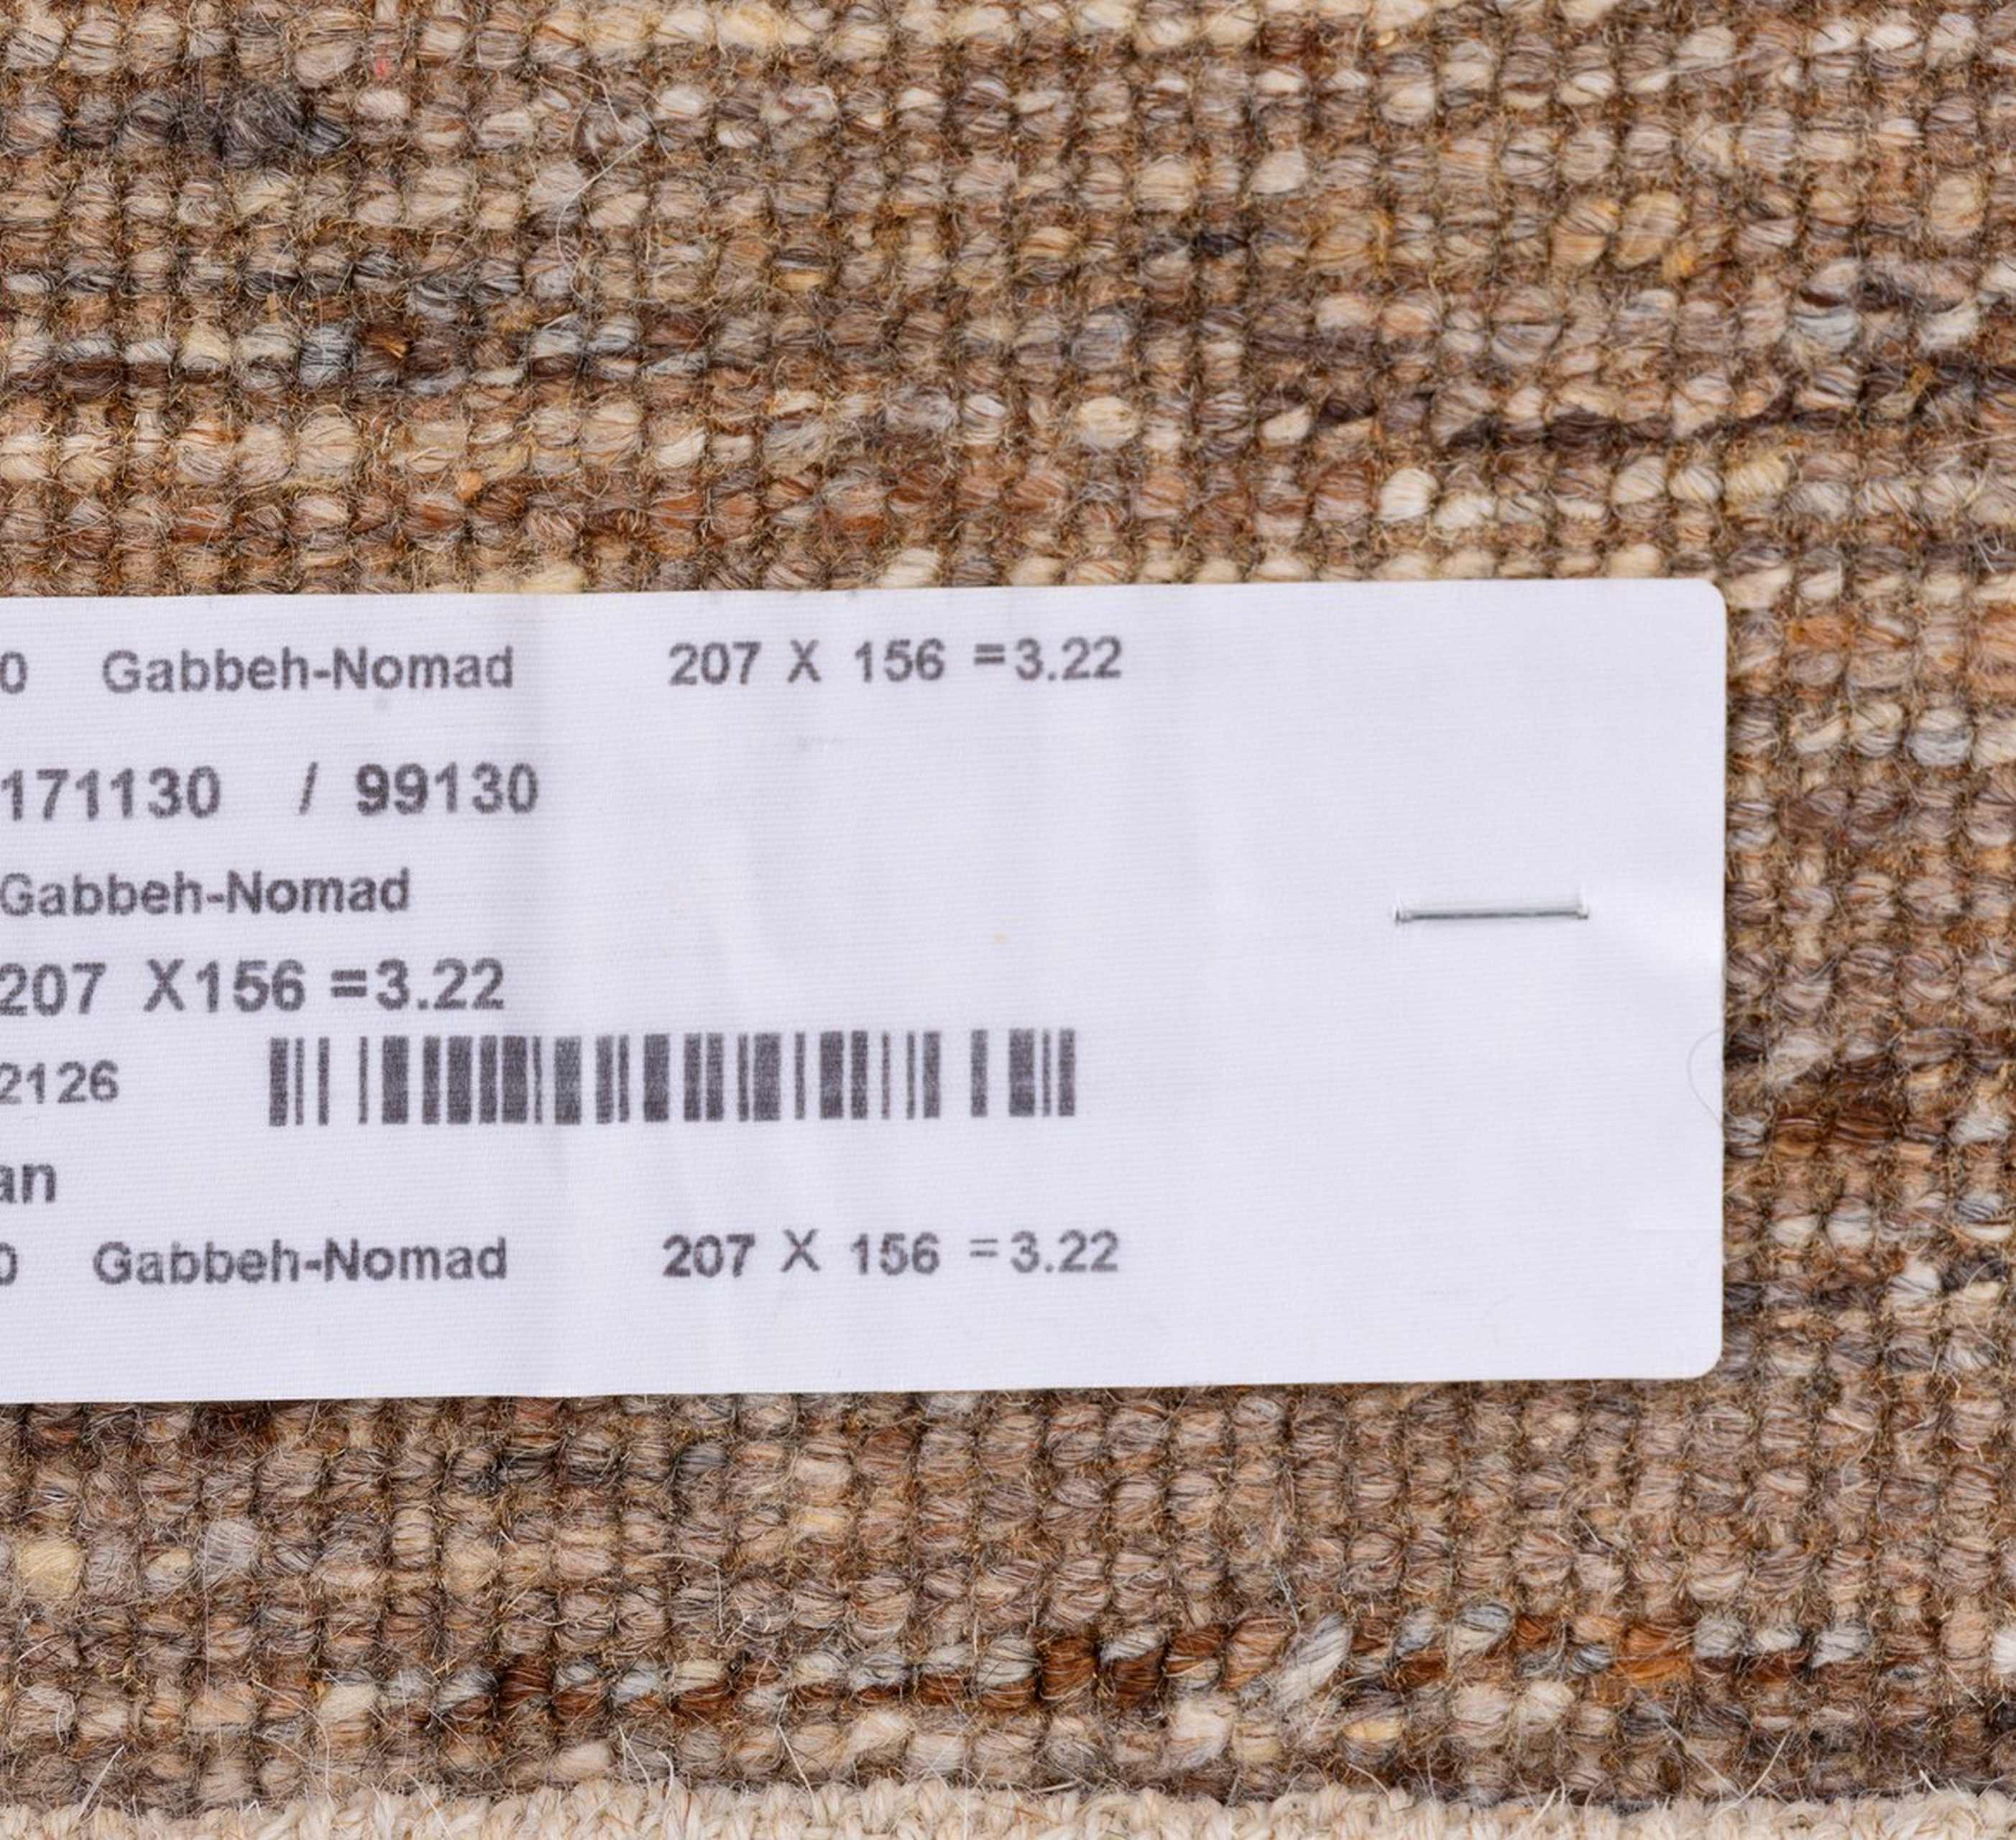 0 Gabbeh-Nomad 207 X 156 =3.22
171130 / 99130
Gabbeh-Nomad
207 X156 =3.22
2126
an
0 Gabbeh-Nomad 207 X 156 =3.22